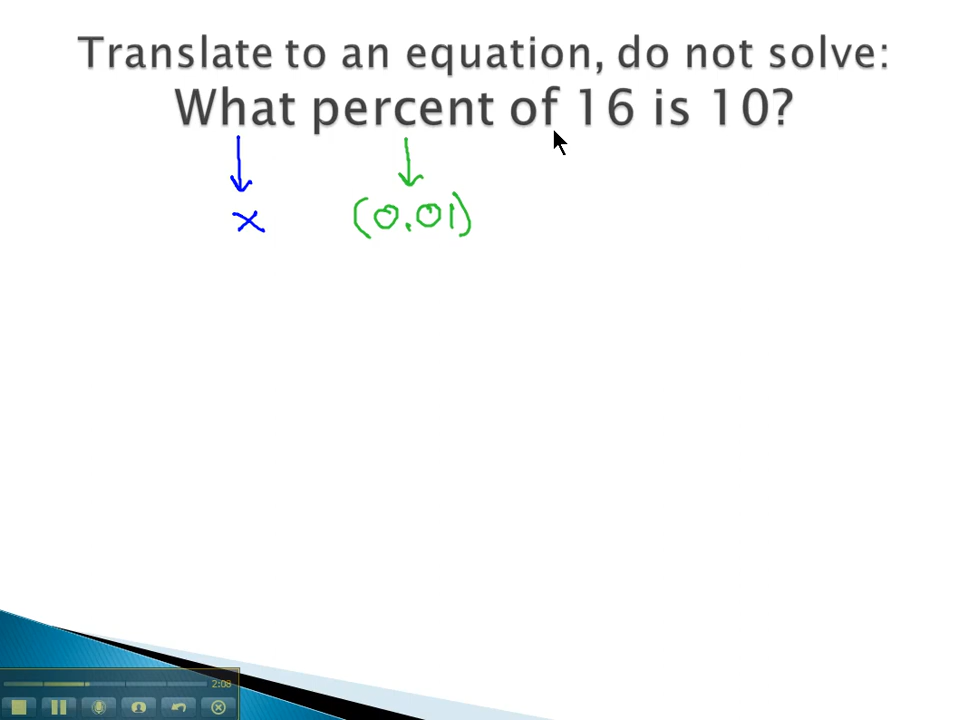 Translate to an equation, do not solve:
What percent of 16 is 10?
x (0.01)
2:08